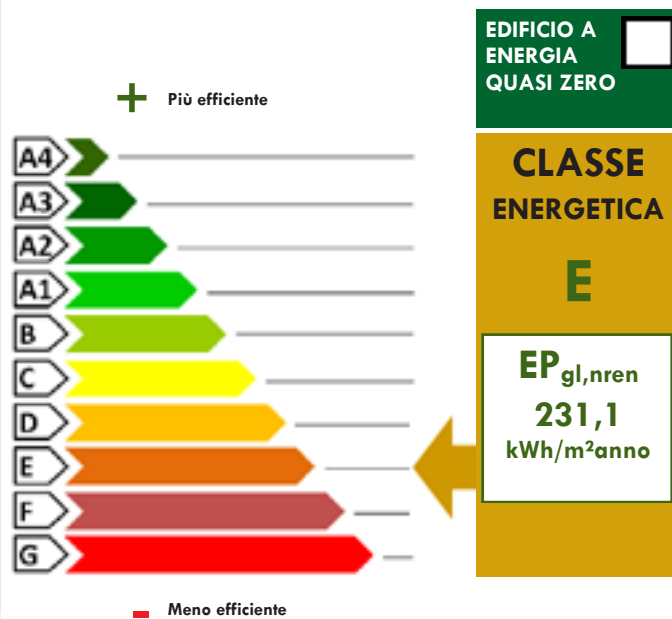 EDIFICIO A
ENERGIA
QUASI ZERO
+ Più efficiente
A4
A3
A2
A1
B
C
D
E
F
G
- Meno efficiente
CLASSE
ENERGETICA
E
EPgl,nren
231,1
kWh/m²anno